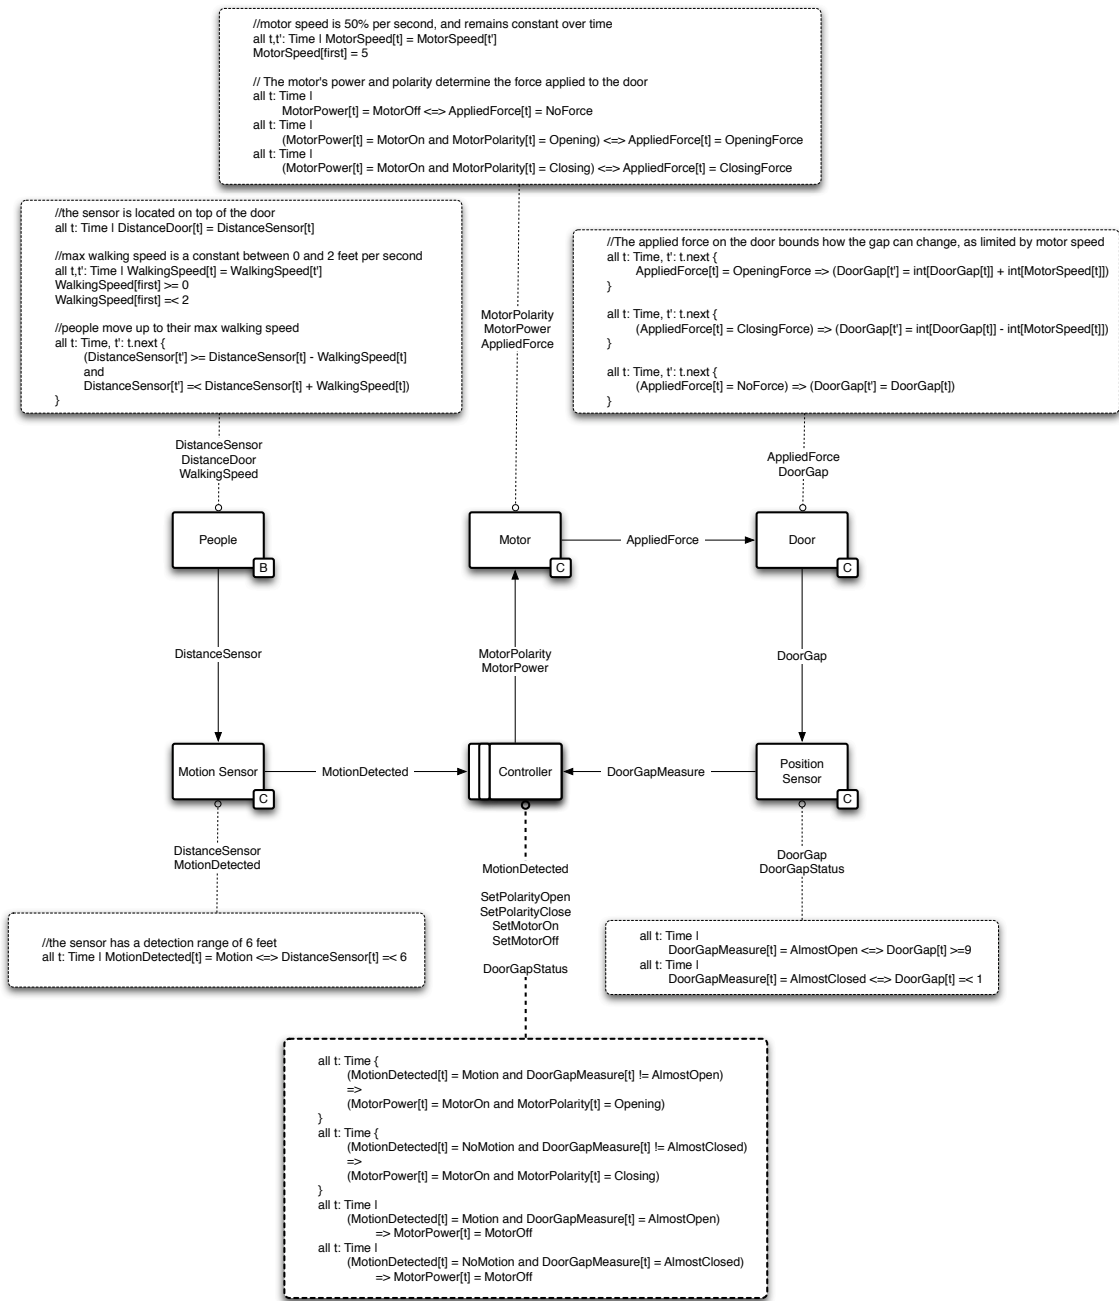 //motor speed is 50% per second, and remains constant over time
all t,t': Time | MotorSpeed[t] = MotorSpeed[t']
MotorSpeed[first] = 5
// The motor's power and polarity determine the force applied to the door
all t: Time |
MotorPower[t] = MotorOff <=> AppliedForce[t] = NoForce
all t: Time |
(MotorPower[t] = MotorOn and MotorPolarity[t] = Opening) <=> AppliedForce[t] = OpeningForce
all t: Time |
(MotorPower[t] = MotorOn and MotorPolarity[t] = Closing) <=> AppliedForce[t] = ClosingForce
//the sensor is located on top of the door
all t: Time | DistanceDoor[t] = DistanceSensor[t]
//max walking speed is a constant between 0 and 2 feet per second
all t,t': Time | WalkingSpeed[t] = WalkingSpeed[t']
WalkingSpeed[first] >= 0
WalkingSpeed[first] =< 2
//people move up to their max walking speed
all t: Time, t': t.next {
(DistanceSensor[t'] >= DistanceSensor[t] - WalkingSpeed[t]
and
DistanceSensor[t'] =< DistanceSensor[t] + WalkingSpeed[t])
}
//The applied force on the door bounds how the gap can change, as limited by motor speed
all t: Time, t': t.next {
AppliedForce[t] = OpeningForce => (DoorGap[t'] = int[DoorGap[t]] + int[MotorSpeed[t]])
}
all t: Time, t': t.next {
(AppliedForce[t] = ClosingForce) => (DoorGap[t'] = int[DoorGap[t]] - int[MotorSpeed[t]])
}
all t: Time, t': t.next {
(AppliedForce[t] = NoForce) => (DoorGap[t'] = DoorGap[t])
}
MotorPolarity
MotorPower
AppliedForce
DistanceSensor
DistanceDoor
WalkingSpeed
AppliedForce
DoorGap
People
B
Motor
C
AppliedForce
Door
C
DistanceSensor
MotorPolarity
MotorPower
DoorGap
Motion Sensor
C
MotionDetected
Controller
DoorGapMeasure
Position
Sensor
C
DistanceSensor
MotionDetected
MotionDetected
SetPolarityOpen
SetPolarityClose
SetMotorOn
SetMotorOff
DoorGapStatus
DoorGap
DoorGapStatus
//the sensor has a detection range of 6 feet
all t: Time | MotionDetected[t] = Motion <=> DistanceSensor[t] =< 6
all t: Time |
DoorGapMeasure[t] = AlmostOpen <=> DoorGap[t] >=9
all t: Time |
DoorGapMeasure[t] = AlmostClosed <=> DoorGap[t] =< 1
all t: Time {
(MotionDetected[t] = Motion and DoorGapMeasure[t] != AlmostOpen)
=>
(MotorPower[t] = MotorOn and MotorPolarity[t] = Opening)
}
all t: Time {
(MotionDetected[t] = NoMotion and DoorGapMeasure[t] != AlmostClosed)
=>
(MotorPower[t] = MotorOn and MotorPolarity[t] = Closing)
}
all t: Time |
(MotionDetected[t] = Motion and DoorGapMeasure[t] = AlmostOpen)
=> MotorPower[t] = MotorOff
all t: Time |
(MotionDetected[t] = NoMotion and DoorGapMeasure[t] = AlmostClosed)
=> MotorPower[t] = MotorOff